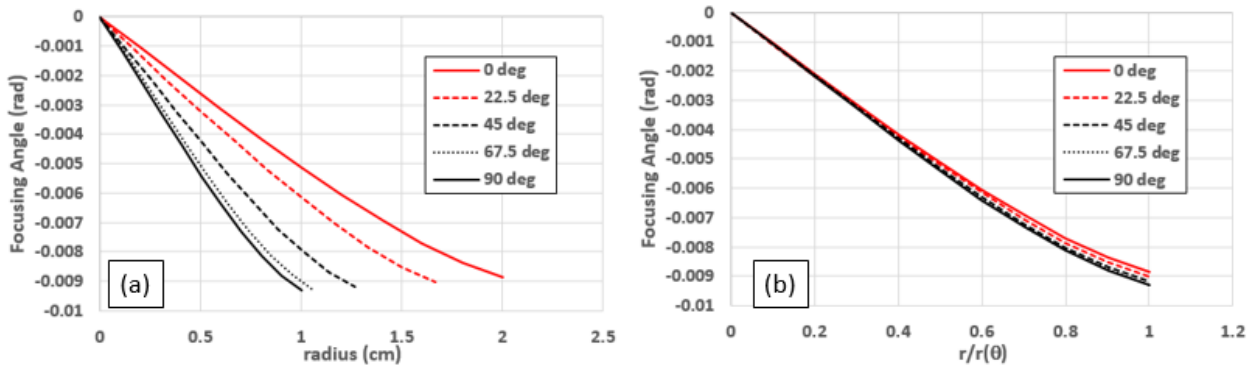 0
-0.001
-0.002
-0.003
-0.004
-0.005
-0.006
-0.007
-0.008
-0.009
-0.01
Focusing Angle (rad)
0 deg
22.5 deg
45 deg
67.5 deg
90 deg
(a)
0 0.5 1 1.5 2 2.5
radius (cm)
0
-0.001
-0.002
-0.003
-0.004
-0.005
-0.006
-0.007
-0.008
-0.009
-0.01
Focusing Angle (rad)
0 deg
22.5 deg
45 deg
67.5 deg
90 deg
(b)
0 0.2 0.4 0.6 0.8 1 1.2
r/r(θ)